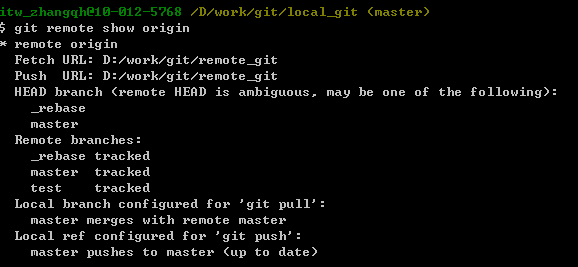 itw_zhangqh@10-012-5768 /D/work/git/local_git (master)
$ git remote show origin
* remote origin
  Fetch URL: D:/work/git/remote_git
  Push  URL: D:/work/git/remote_git
  HEAD branch (remote HEAD is ambiguous, may be one of the following):
    _rebase
    master
  Remote branches:
    _rebase tracked
    master  tracked
    test    tracked
  Local branch configured for 'git pull':
    master merges with remote master
  Local ref configured for 'git push':
    master pushes to master (up to date)